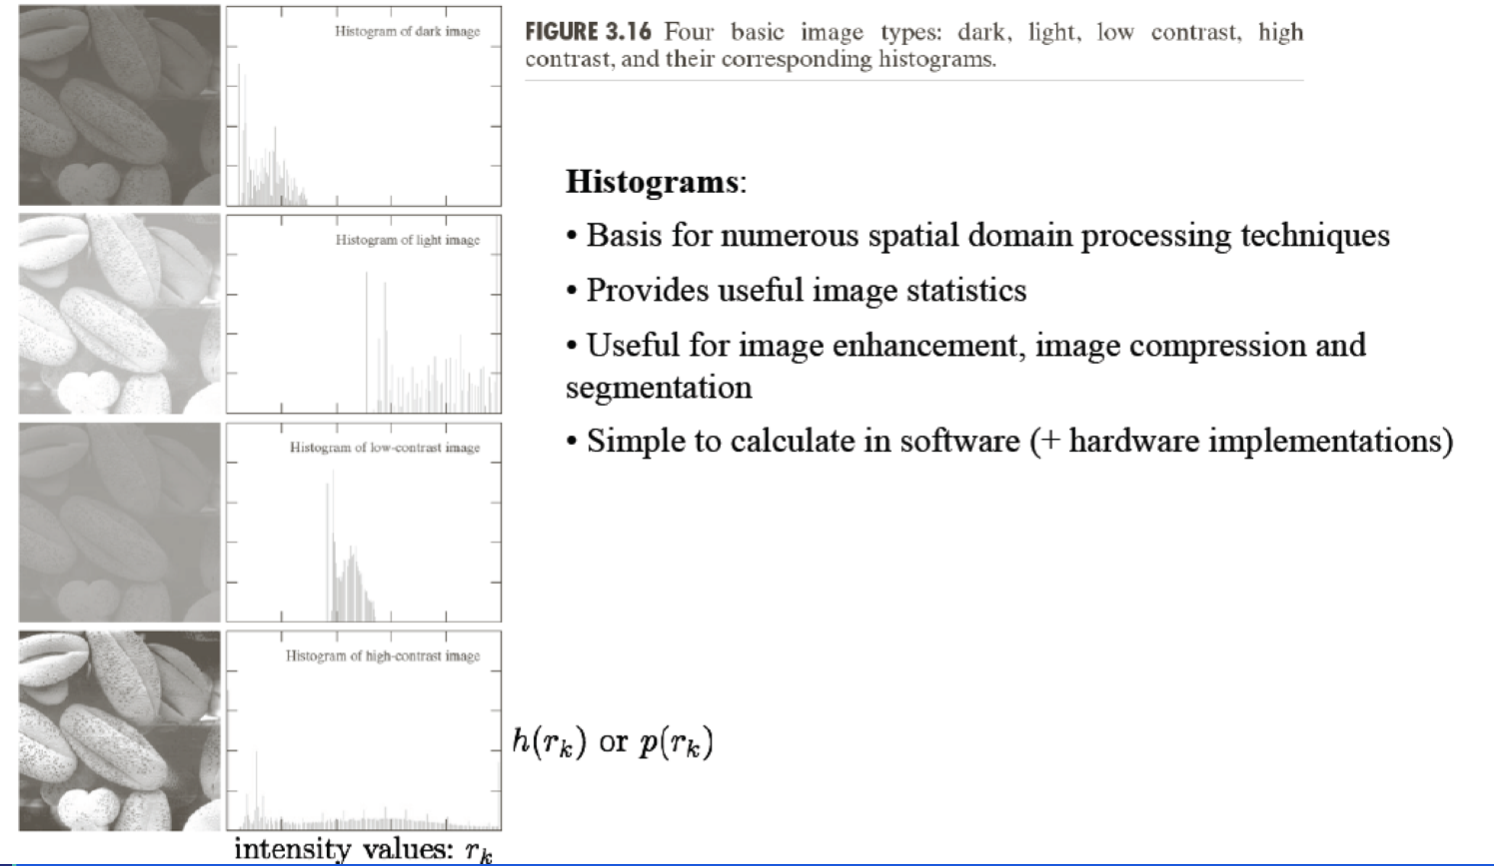 Histogram of dark image
FIGURE 3.16 Four basic image types: dark, light, low contrast, high
contrast, and their corresponding histograms.
Histograms:
• Basis for numerous spatial domain processing techniques
Histogram of light image
• Provides useful image statistics
• Useful for image enhancement, image compression and
segmentation
• Simple to calculate in software (+ hardware implementations)
Histogram of low-contrast image
Histogram of high-contrast image
h(rₖ) or p(rₖ)
intensity values: rₖ